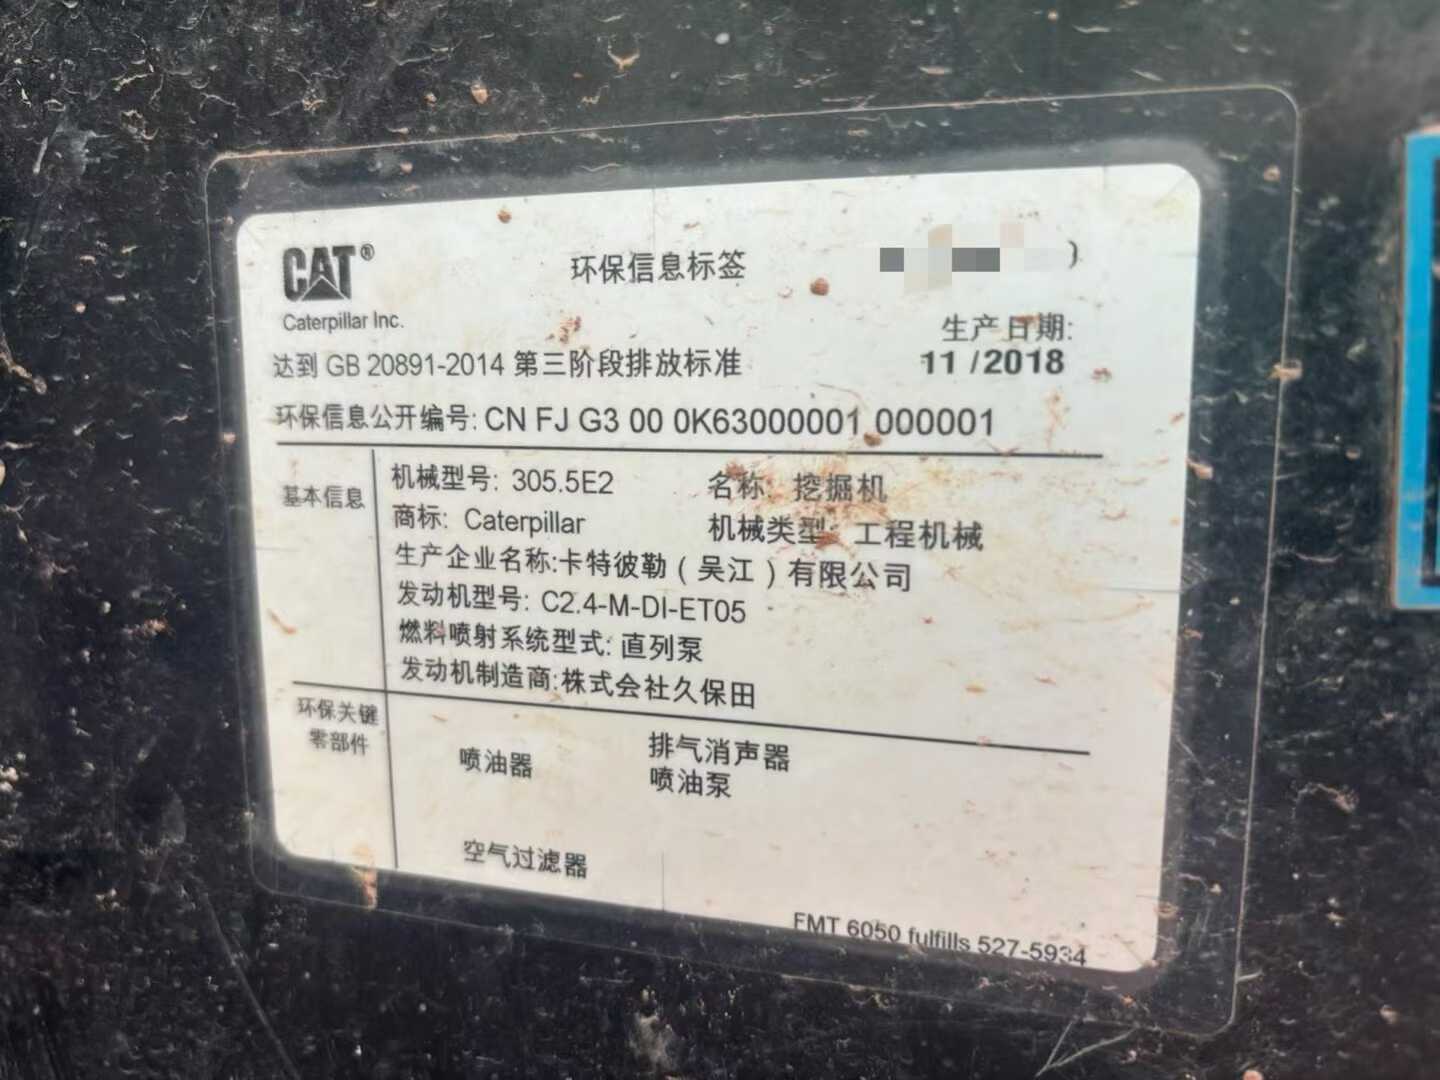 CAT®
Caterpillar Inc.
环保信息标签
)
生产日期:
11 /2018
达到 GB 20891-2014 第三阶段排放标准
环保信息公开编号: CN FJ G3 00 0K63000001 000001
基本信息
机械型号: 305.5E2 名称: 挖掘机
商标: Caterpillar 机械类型: 工程机械
生产企业名称:卡特彼勒(吴江)有限公司
发动机型号: C2.4-M-DI-ET05
燃料喷射系统型式: 直列泵
发动机制造商:株式会社久保田
环保关键
零部件
喷油器 排气消声器
喷油泵
空气过滤器
FMT 6050 fulfills 527-5934